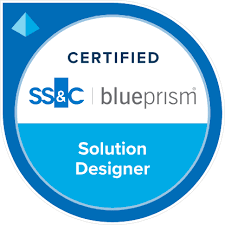 CERTIFIED
SS&C | blueprism®
Solution
Designer